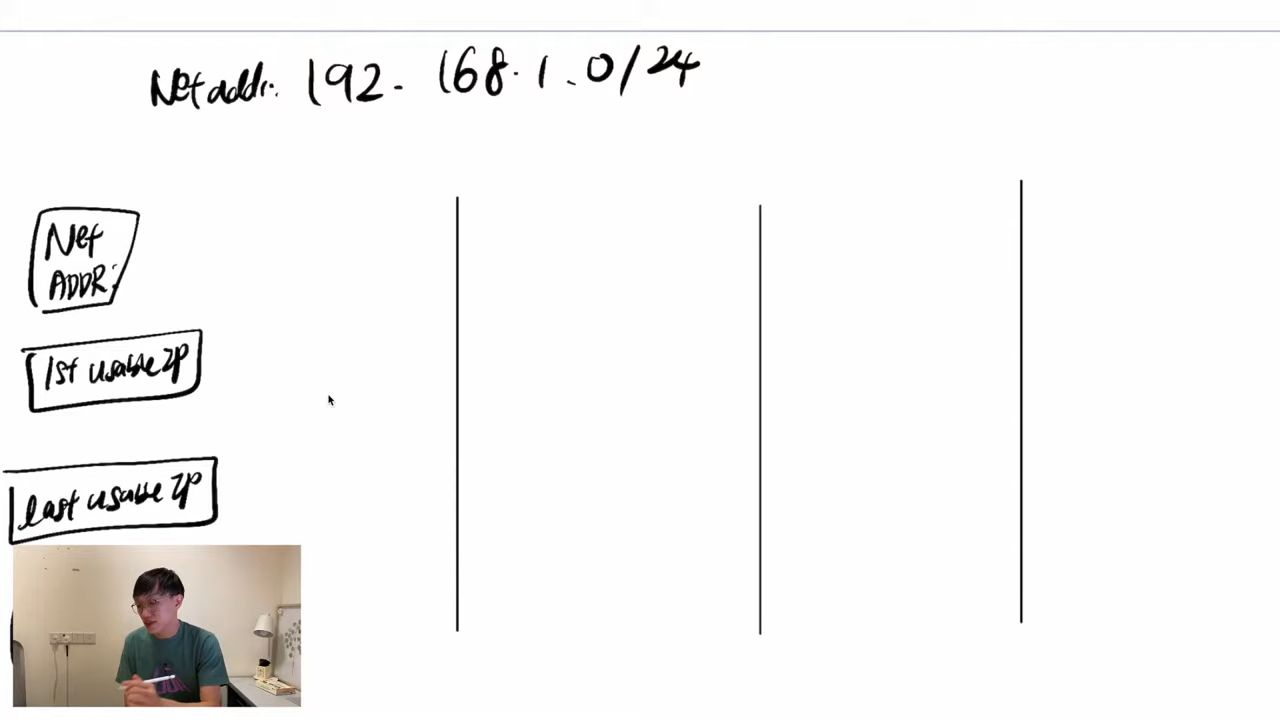 Net addr: 192. 168.1.0/24
Net
ADDR:
1st usable IP
last usable IP